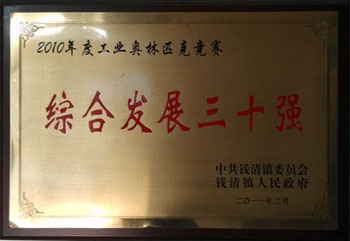 2010年度工业奥林匹克竞赛
综合发展三十强
中共钱清镇委员会
钱清镇人民政府
二〇一一年二月